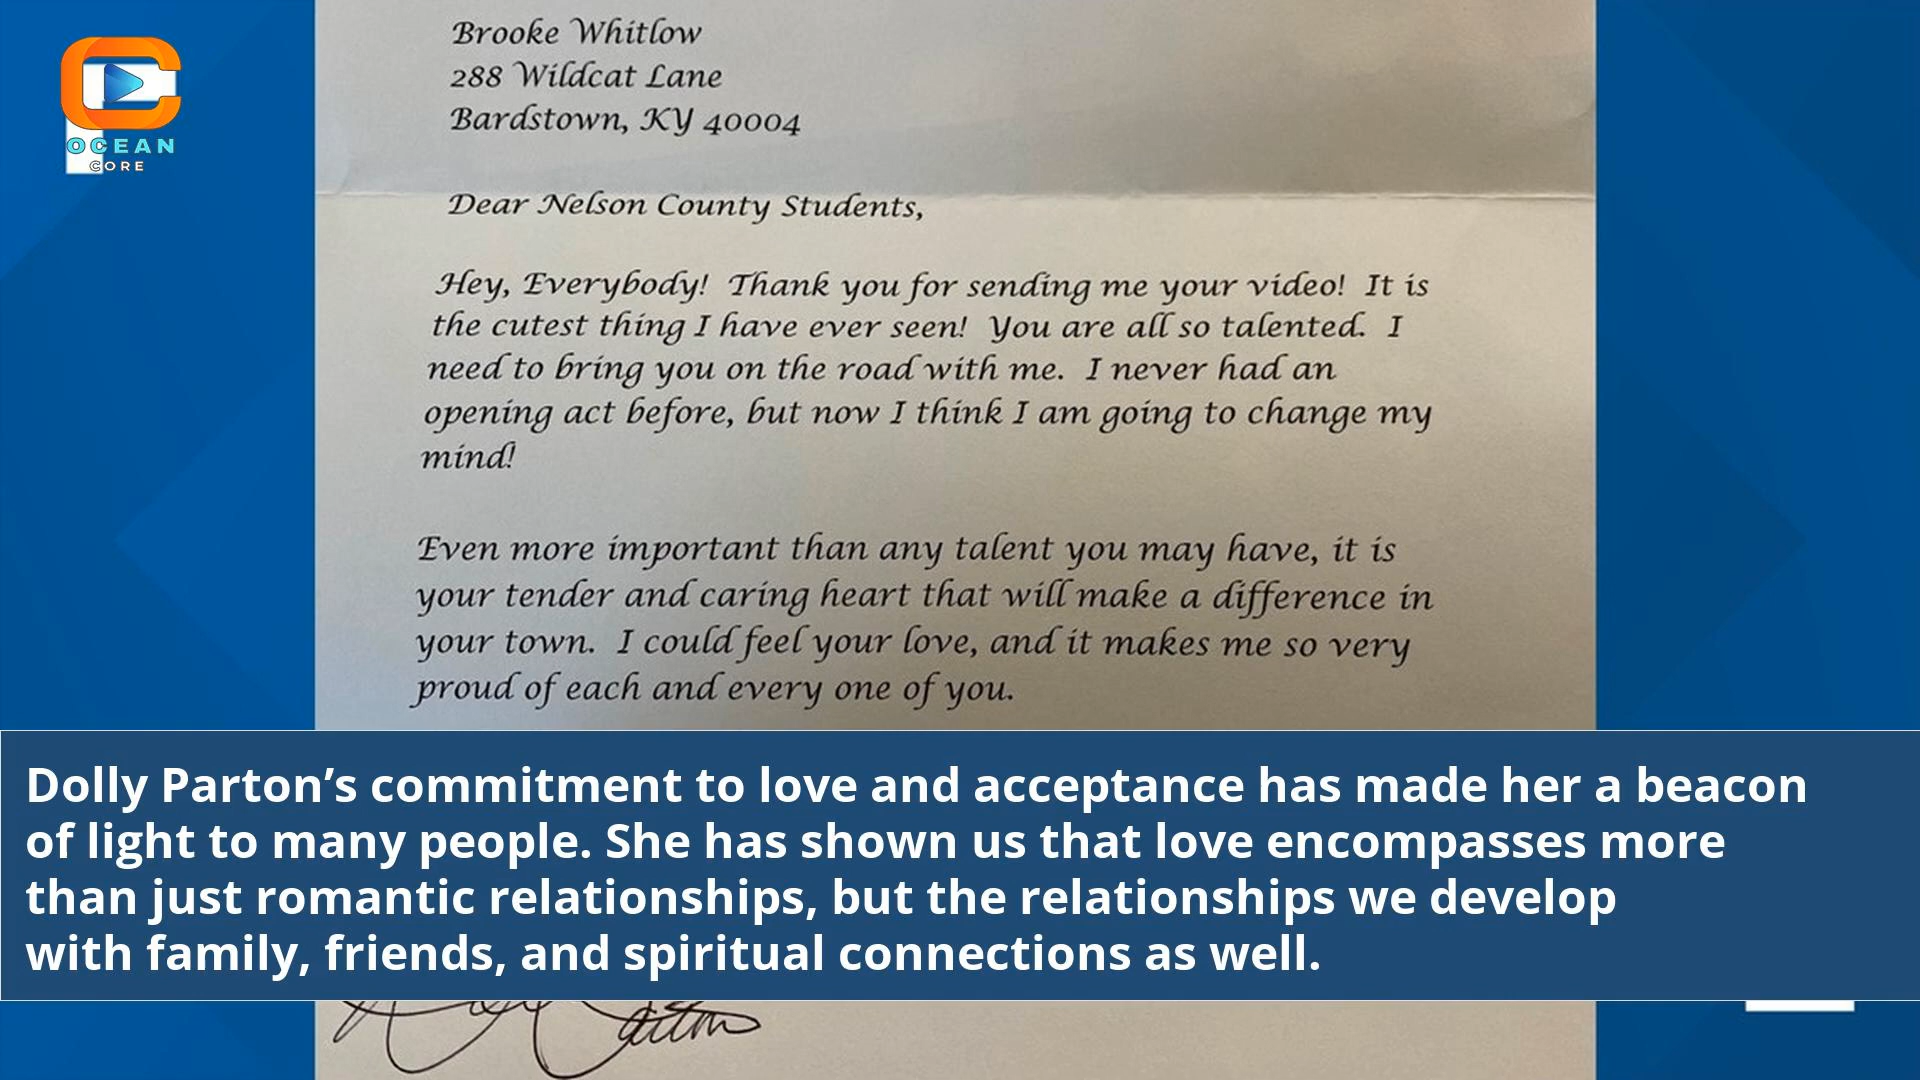 OCEAN
CORE
Brooke Whitlow
288 Wildcat Lane
Bardstown, KY 40004
Dear Nelson County Students,
Hey, Everybody!  Thank you for sending me your video!  It is
the cutest thing I have ever seen!  You are all so talented.  I
need to bring you on the road with me.  I never had an
opening act before, but now I think I am going to change my
mind!
Even more important than any talent you may have, it is
your tender and caring heart that will make a difference in
your town.  I could feel your love, and it makes me so very
proud of each and every one of you.
Dolly Parton’s commitment to love and acceptance has made her a beacon
of light to many people. She has shown us that love encompasses more
than just romantic relationships, but the relationships we develop
with family, friends, and spiritual connections as well.